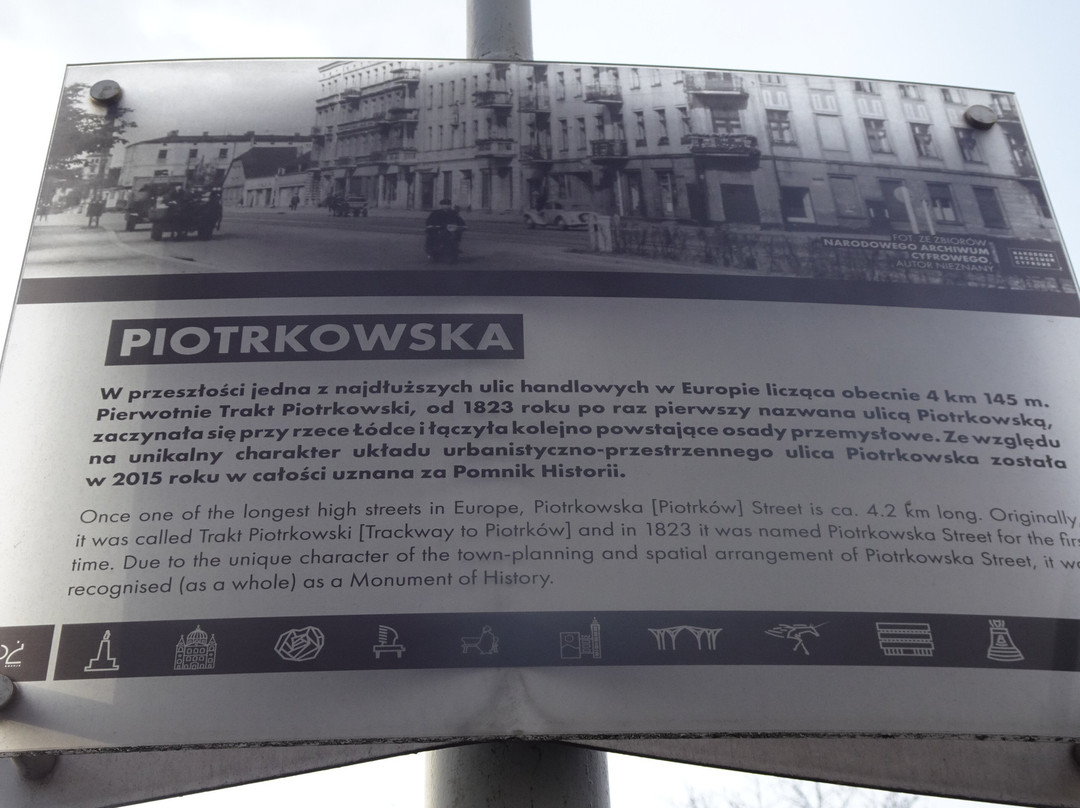 FOT. ZE ZBIORÓW
NARODOWEGO ARCHIWUM
CYFROWEGO
AUTOR NIEZNANY
PIOTRKOWSKA
W przeszłości jedna z najdłuższych ulic handlowych w Europie licząca obecnie 4 km 145 m.
Pierwotnie Trakt Piotrkowski, od 1823 roku po raz pierwszy nazwana ulicą Piotrkowską,
zaczynała się przy rzece Łódce i łączyła kolejno powstające osady przemysłowe. Ze względu
na unikalny charakter układu urbanistyczno-przestrzennego ulica Piotrkowska została
w 2015 roku w całości uznana za Pomnik Historii.
Once one of the longest high streets in Europe, Piotrkowska [Piotrków] Street is ca. 4.2 km long. Originally,
it was called Trakt Piotrkowski [Trackway to Piotrków] and in 1823 it was named Piotrkowska Street for the firs
time. Due to the unique character of the town-planning and spatial arrangement of Piotrkowska Street, it wa
recognised (as a whole) as a Monument of History.